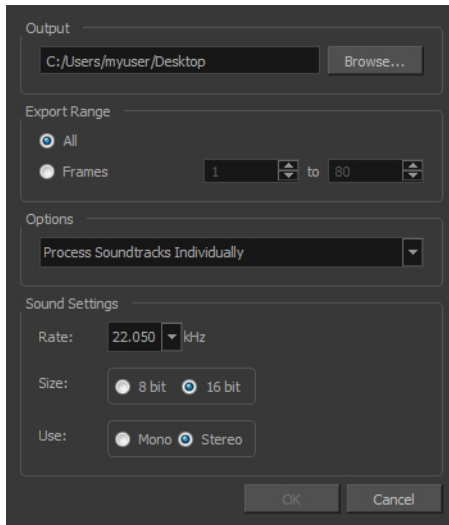 Output
C:/Users/myuser/Desktop Browse...
Export Range
All
Frames 1 to 80
Options
Process Soundtracks Individually
Sound Settings
Rate: 22.050 kHz
Size: 8 bit 16 bit
Use: Mono Stereo
OK Cancel